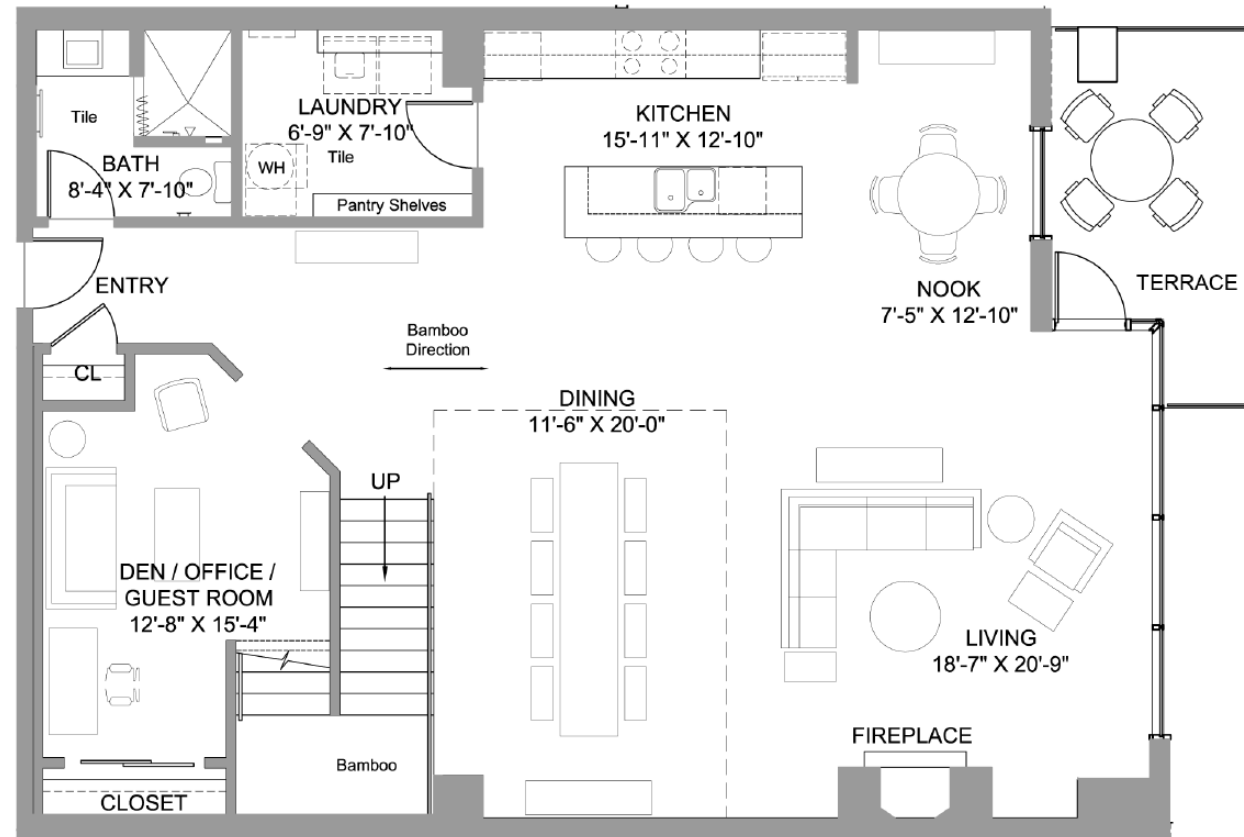 Tile
BATH
8'-4" X 7'-10"
LAUNDRY
6'-9" X 7'-10"
Tile
WH
Pantry Shelves
KITCHEN
15'-11" X 12'-10"
NOOK
7'-5" X 12'-10"
TERRACE
ENTRY
CL
Bamboo
Direction
DINING
11'-6" X 20'-0"
UP
DEN / OFFICE /
GUEST ROOM
12'-8" X 15'-4"
LIVING
18'-7" X 20'-9"
FIREPLACE
Bamboo
CLOSET